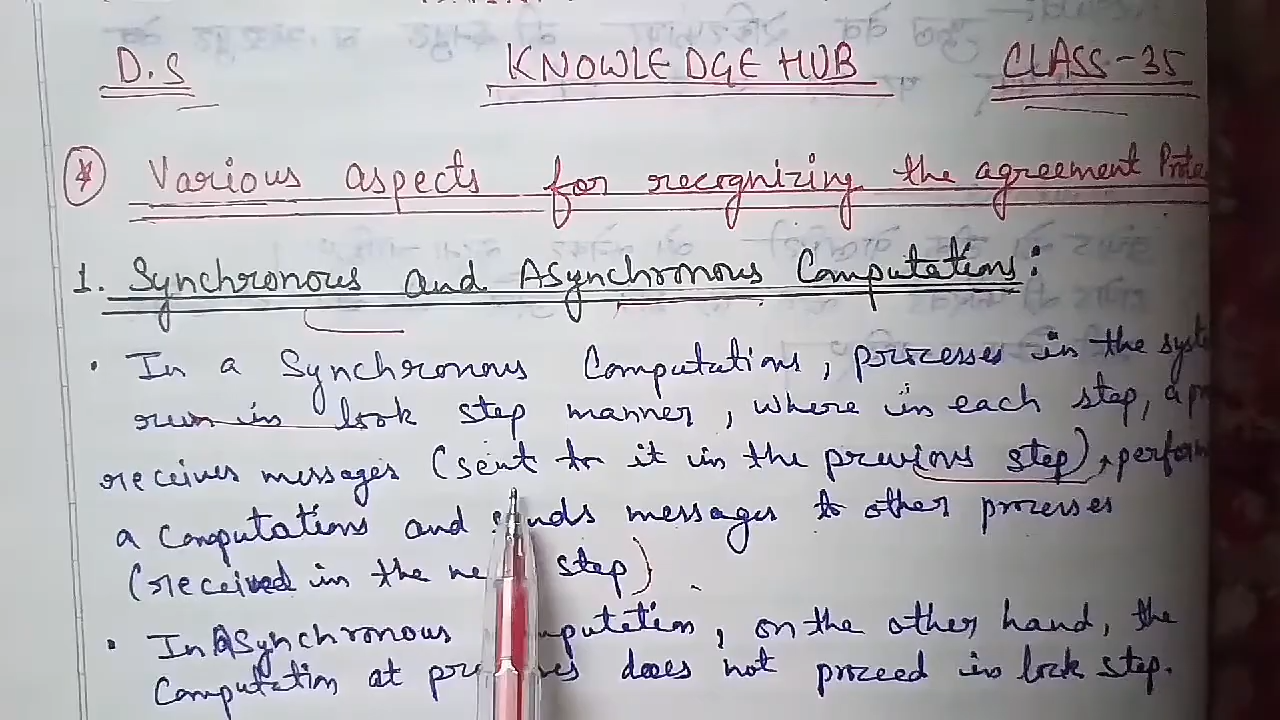 D.S KNOWLEDGE HUB CLASS-35
* Various aspects for recognizing the agreement
1. Synchronous and Asynchronous Computations:
• In a Synchronous Computations, processes in the
run in look step manner, where in each step, a
receives messages (sent to it in the previous step),
a computations and sends messages to other processes
(received in the step)
• In Asynchronous computation, on the other hand, the
Computation at does not proceed in lock step.